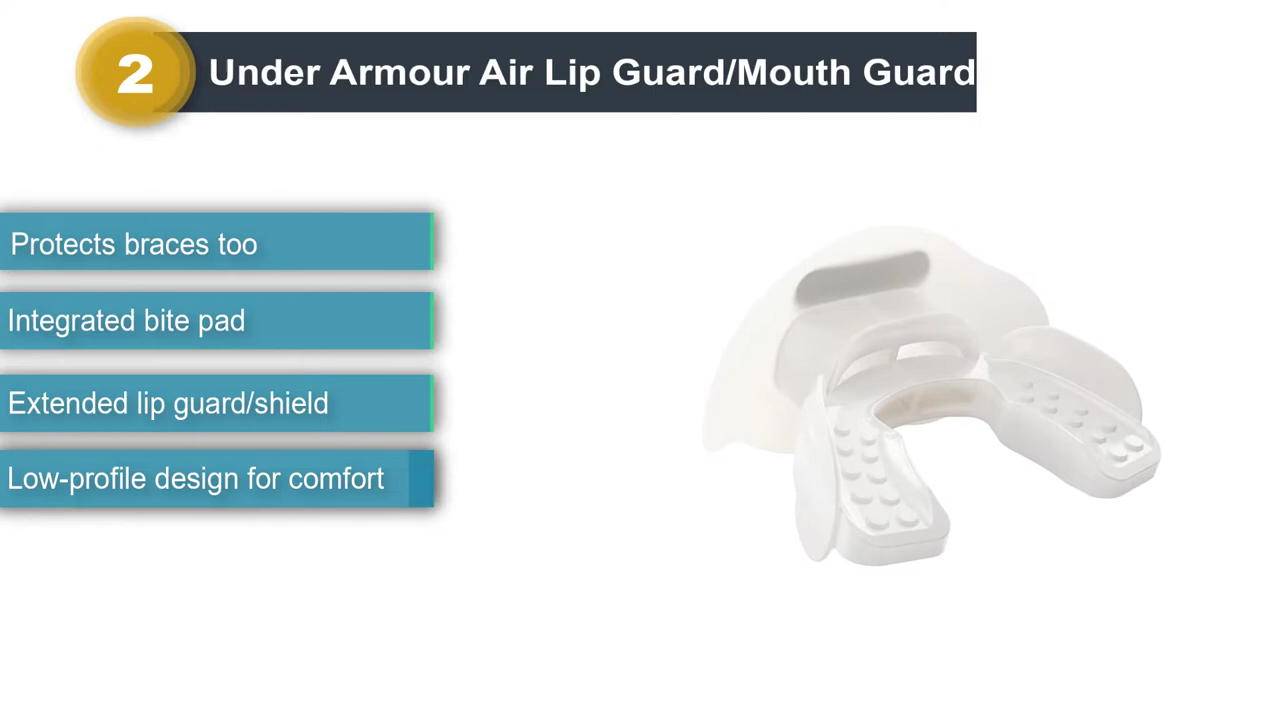 2
Under Armour Air Lip Guard/Mouth Guard
Protects braces too
Integrated bite pad
Extended lip guard/shield
Low-profile design for comfort